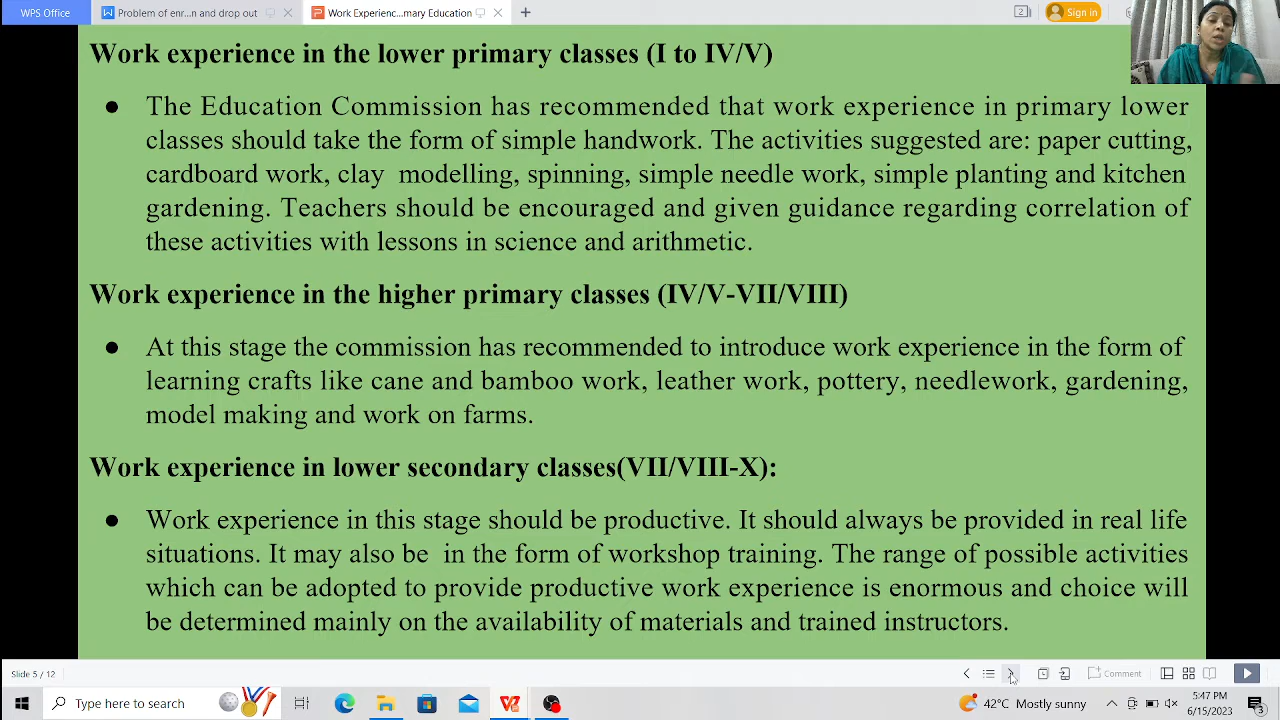 WPS Office
Problem of enr...n and drop out
Work Experienc...mary Education
2
Sign in
Work experience in the lower primary classes (I to IV/V)
● The Education Commission has recommended that work experience in primary lower
classes should take the form of simple handwork. The activities suggested are: paper cutting,
cardboard work, clay modelling, spinning, simple needle work, simple planting and kitchen
gardening. Teachers should be encouraged and given guidance regarding correlation of
these activities with lessons in science and arithmetic.
Work experience in the higher primary classes (IV/V-VII/VIII)
● At this stage the commission has recommended to introduce work experience in the form of
learning crafts like cane and bamboo work, leather work, pottery, needlework, gardening,
model making and work on farms.
Work experience in lower secondary classes(VII/VIII-X):
● Work experience in this stage should be productive. It should always be provided in real life
situations. It may also be in the form of workshop training. The range of possible activities
which can be adopted to provide productive work experience is enormous and choice will
be determined mainly on the availability of materials and trained instructors.
Slide 5 / 12
Comment
Type here to search
42°C Mostly sunny
5:47 PM
6/15/2023
3